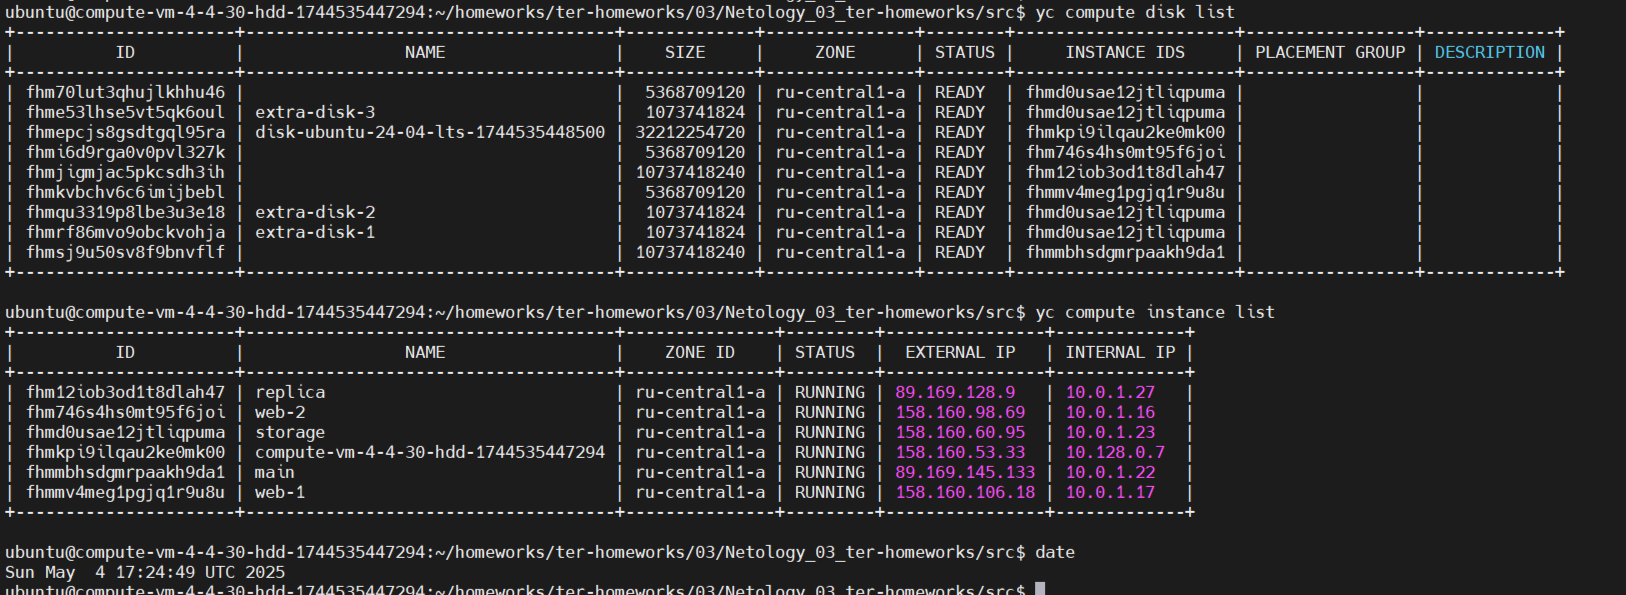 ubuntu@compute-vm-4-4-30-hdd-1744535447294:~/homeworks/ter-homeworks/03/Netology_03_ter-homeworks/src$ yc compute disk list
+----------------------+-------------------------------------+-------------+---------------+--------+----------------------+-----------------+-------------+
|          ID          |                NAME                 |    SIZE     |     ZONE      | STATUS |     INSTANCE IDS     | PLACEMENT GROUP | DESCRIPTION |
+----------------------+-------------------------------------+-------------+---------------+--------+----------------------+-----------------+-------------+
| fhm70lut3qhujlkhhu46 |                                     |  5368709120 | ru-central1-a | READY  | fhmd0usae12jtliqpuma |                 |             |
| fhme53lhse5vt5qk6oul | extra-disk-3                        |  1073741824 | ru-central1-a | READY  | fhmd0usae12jtliqpuma |                 |             |
| fhmepcjs8gsdtgql95ra | disk-ubuntu-24-04-lts-1744535448500 | 32212254720 | ru-central1-a | READY  | fhmkpi9ilqau2ke0mk00 |                 |             |
| fhmi6d9rga0v0pvl327k |                                     |  5368709120 | ru-central1-a | READY  | fhm746s4hs0mt95f6joi |                 |             |
| fhmjigmjac5pkcsdh3ih |                                     | 10737418240 | ru-central1-a | READY  | fhm12iob3od1t8dlah47 |                 |             |
| fhmkvbchv6c6imijbebl |                                     |  5368709120 | ru-central1-a | READY  | fhmmv4meg1pgjq1r9u8u |                 |             |
| fhmqu3319p8lbe3u3e18 | extra-disk-2                        |  1073741824 | ru-central1-a | READY  | fhmd0usae12jtliqpuma |                 |             |
| fhmrf86mvo9obckvohja | extra-disk-1                        |  1073741824 | ru-central1-a | READY  | fhmd0usae12jtliqpuma |                 |             |
| fhmsj9u50sv8f9bnvflf |                                     | 10737418240 | ru-central1-a | READY  | fhmmbhsdgmrpaakh9da1 |                 |             |
+----------------------+-------------------------------------+-------------+---------------+--------+----------------------+-----------------+-------------+
ubuntu@compute-vm-4-4-30-hdd-1744535447294:~/homeworks/ter-homeworks/03/Netology_03_ter-homeworks/src$ yc compute instance list
+----------------------+-------------------------------------+---------------+---------+----------------+-------------+
|          ID          |                NAME                 |    ZONE ID    | STATUS  |  EXTERNAL IP   | INTERNAL IP |
+----------------------+-------------------------------------+---------------+---------+----------------+-------------+
| fhm12iob3od1t8dlah47 | replica                             | ru-central1-a | RUNNING | 89.169.128.9   | 10.0.1.27   |
| fhm746s4hs0mt95f6joi | web-2                               | ru-central1-a | RUNNING | 158.160.98.69  | 10.0.1.16   |
| fhmd0usae12jtliqpuma | storage                             | ru-central1-a | RUNNING | 158.160.60.95  | 10.0.1.23   |
| fhmkpi9ilqau2ke0mk00 | compute-vm-4-4-30-hdd-1744535447294 | ru-central1-a | RUNNING | 158.160.53.33  | 10.128.0.7  |
| fhmmbhsdgmrpaakh9da1 | main                                | ru-central1-a | RUNNING | 89.169.145.133 | 10.0.1.22   |
| fhmmv4meg1pgjq1r9u8u | web-1                               | ru-central1-a | RUNNING | 158.160.106.18 | 10.0.1.17   |
+----------------------+-------------------------------------+---------------+---------+----------------+-------------+
ubuntu@compute-vm-4-4-30-hdd-1744535447294:~/homeworks/ter-homeworks/03/Netology_03_ter-homeworks/src$ date
Sun May  4 17:24:49 UTC 2025
ubuntu@compute-vm-4-4-30-hdd-1744535447294:~/homeworks/ter-homeworks/03/Netology_03_ter-homeworks/src$